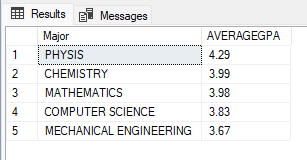 Results Messages
Major AVERAGEGPA
1 PHYSIS 4.29
2 CHEMISTRY 3.99
3 MATHEMATICS 3.98
4 COMPUTER SCIENCE 3.83
5 MECHANICAL ENGINEERING 3.67